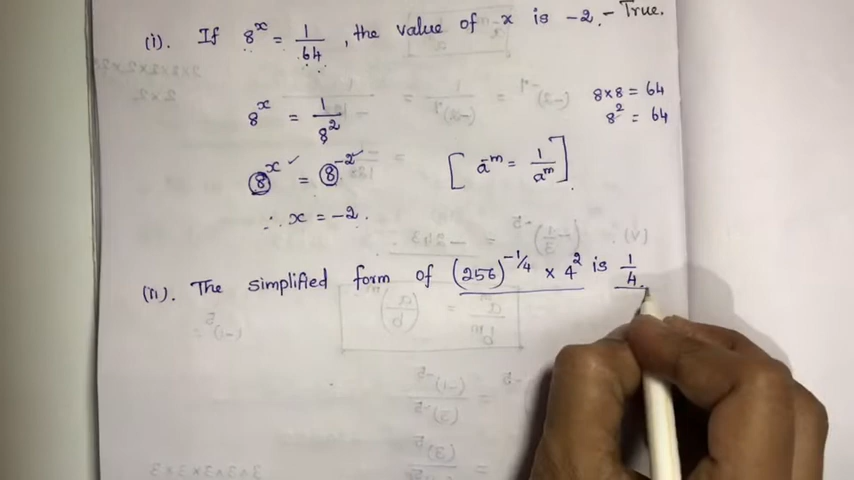 (i). If 8^x = 1/64, the value of x is -2. - True.
8^x = 1/8^2
8×8 = 64
8^2 = 64
8^x ✓ = 8^-2 ✓
[a^-m = 1/a^m].
∴ x = -2.
(ii). The simplified form of (256)^-1/4 × 4^2 is 1/4.